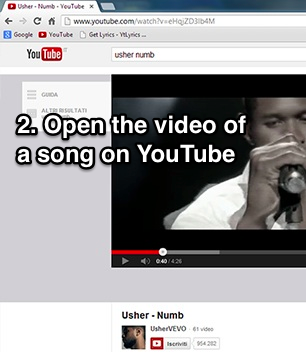 Usher - Numb - YouTube
www.youtube.com/watch?v=eHqjZD3Ib4M
Google YouTube Get Lyrics - YtLyrics ...
YouTube IT usher numb
GUIDA
ALTRI RISULTATI
2. Open the video of
a song on YouTube
0:40 / 4:26
Usher - Numb
UsherVEVO · 61 video
Iscriviti 954.282